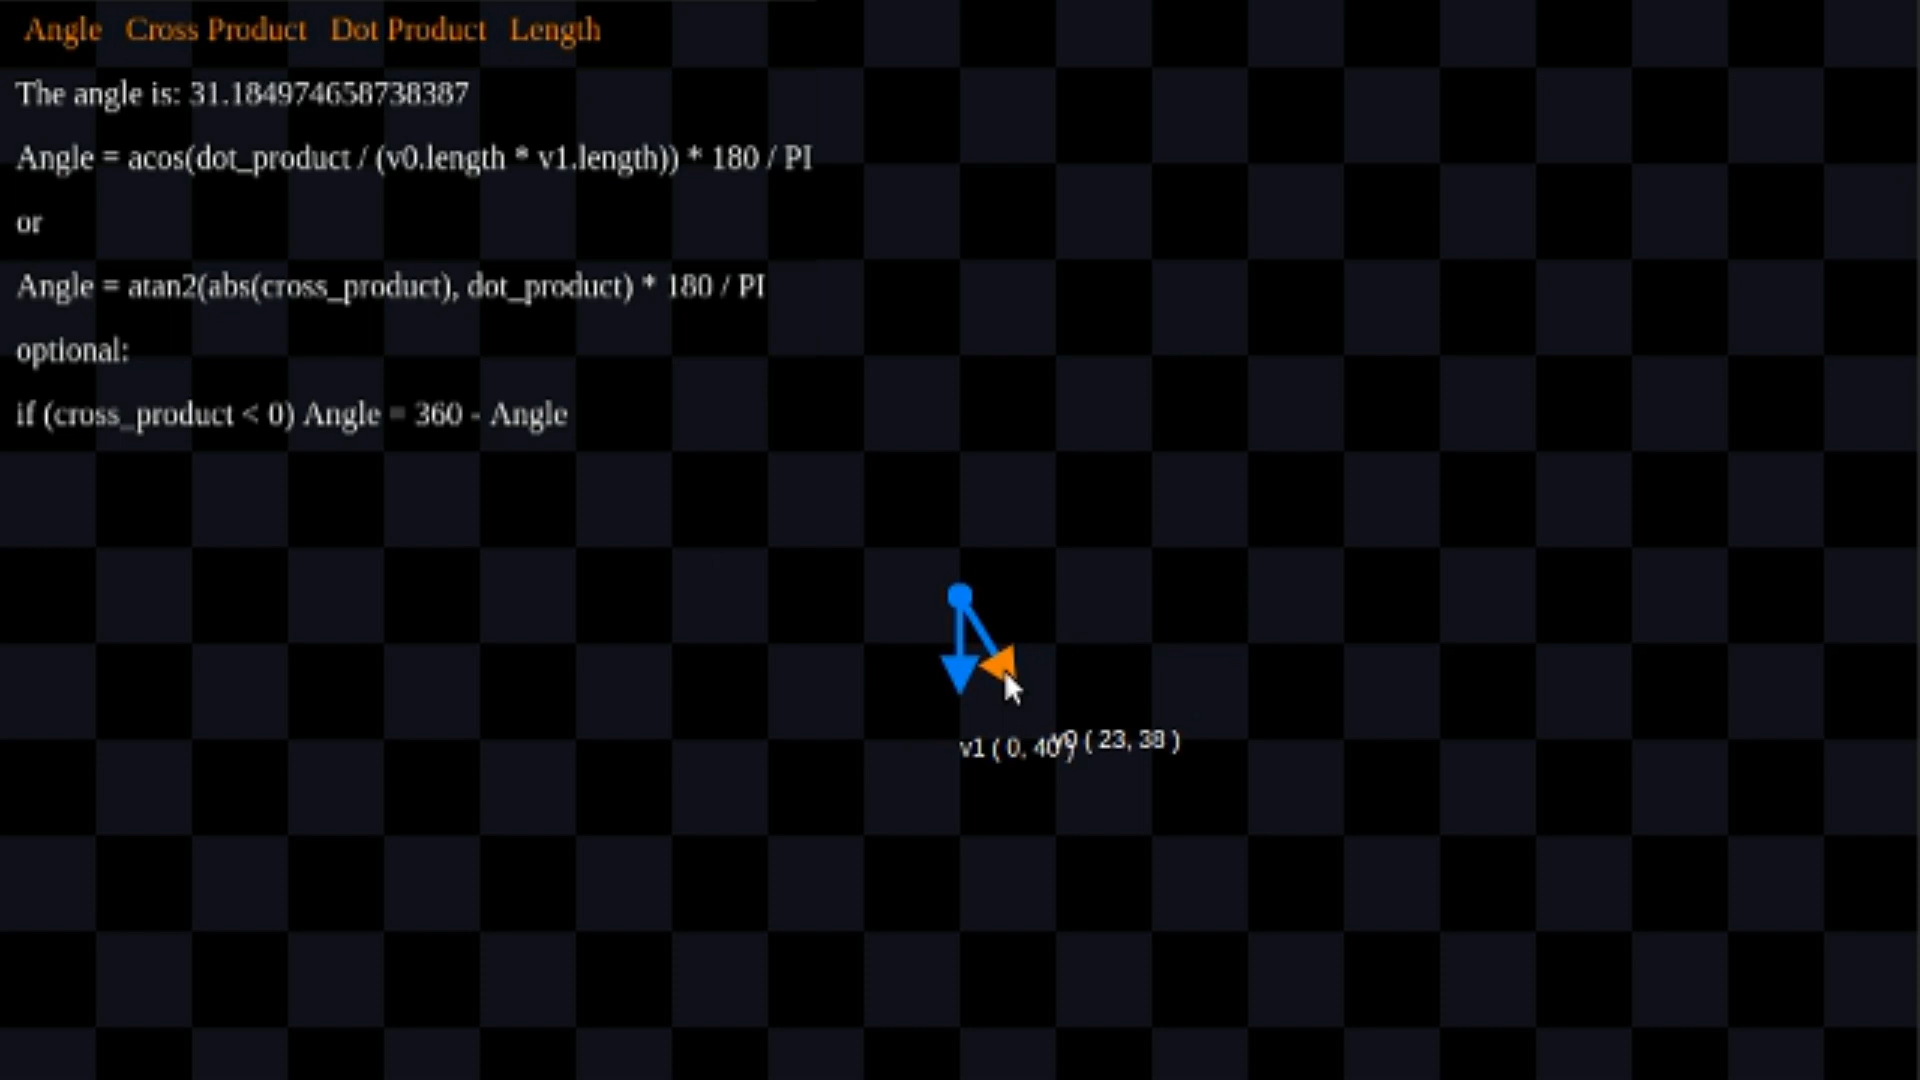 Angle Cross Product Dot Product Length
The angle is: 31.184974658738387
Angle = acos(dot_product / (v0.length * v1.length)) * 180 / PI
or
Angle = atan2(abs(cross_product), dot_product) * 180 / PI
optional:
if (cross_product < 0) Angle = 360 - Angle
v0 ( 23, 38 )
v1 ( 0, 40 )